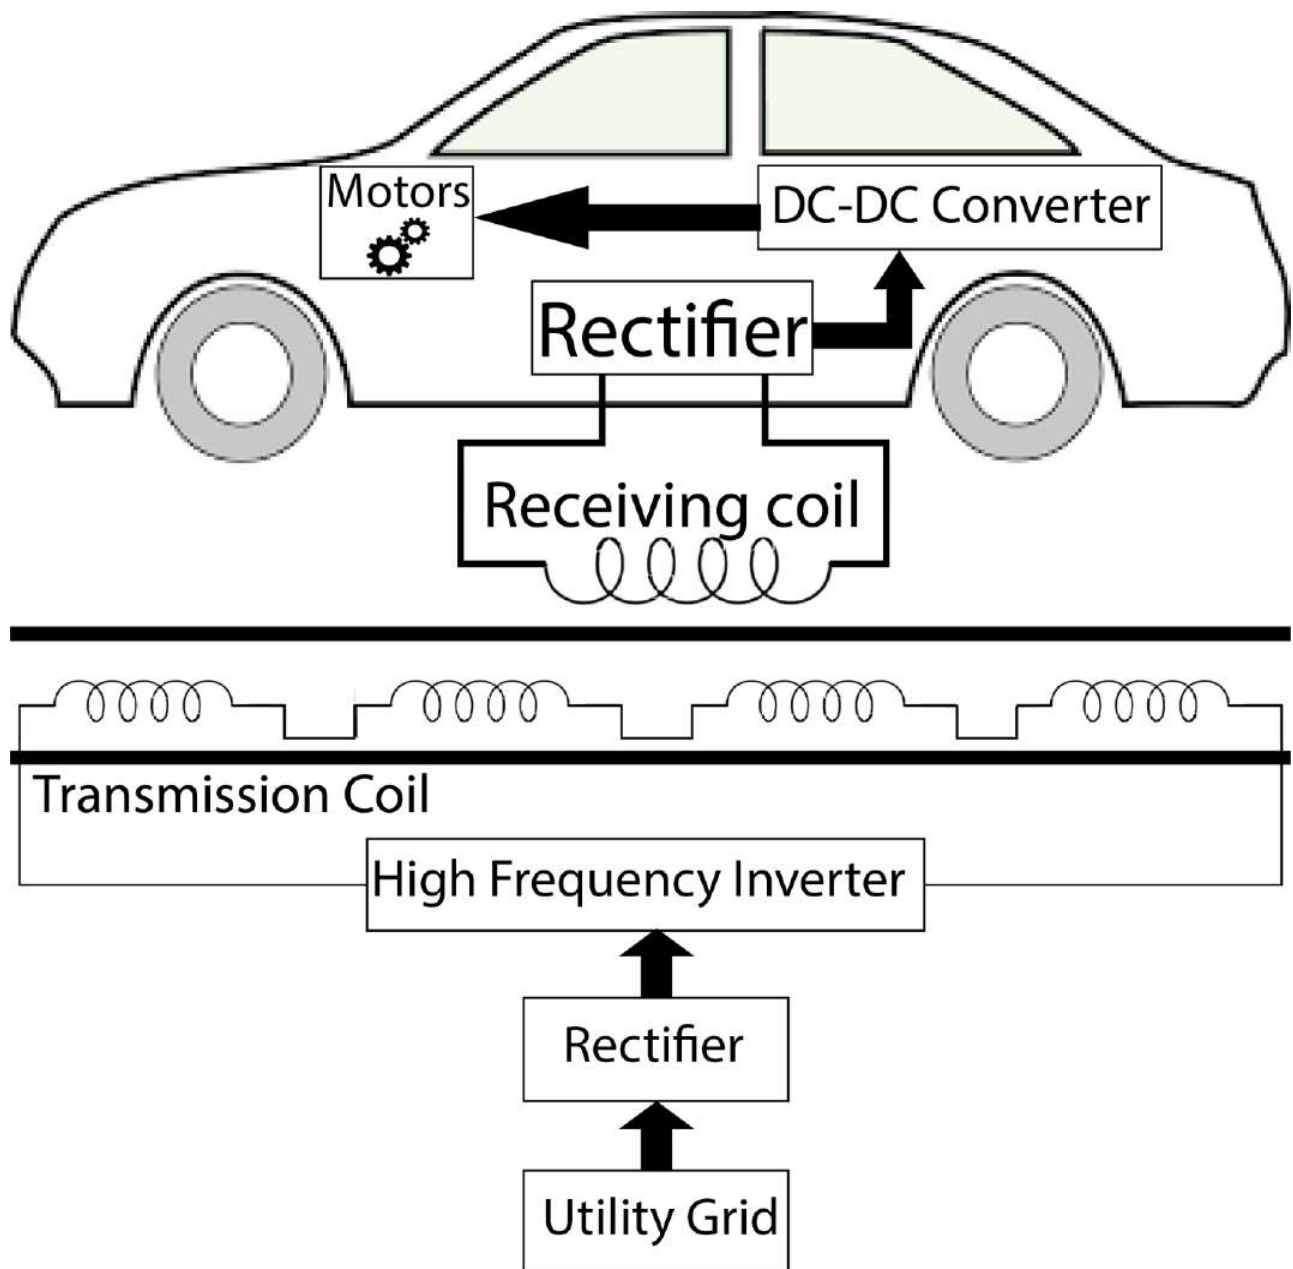 Motors
DC-DC Converter
Rectifier
Receiving coil
Transmission Coil
High Frequency Inverter
Rectifier
Utility Grid